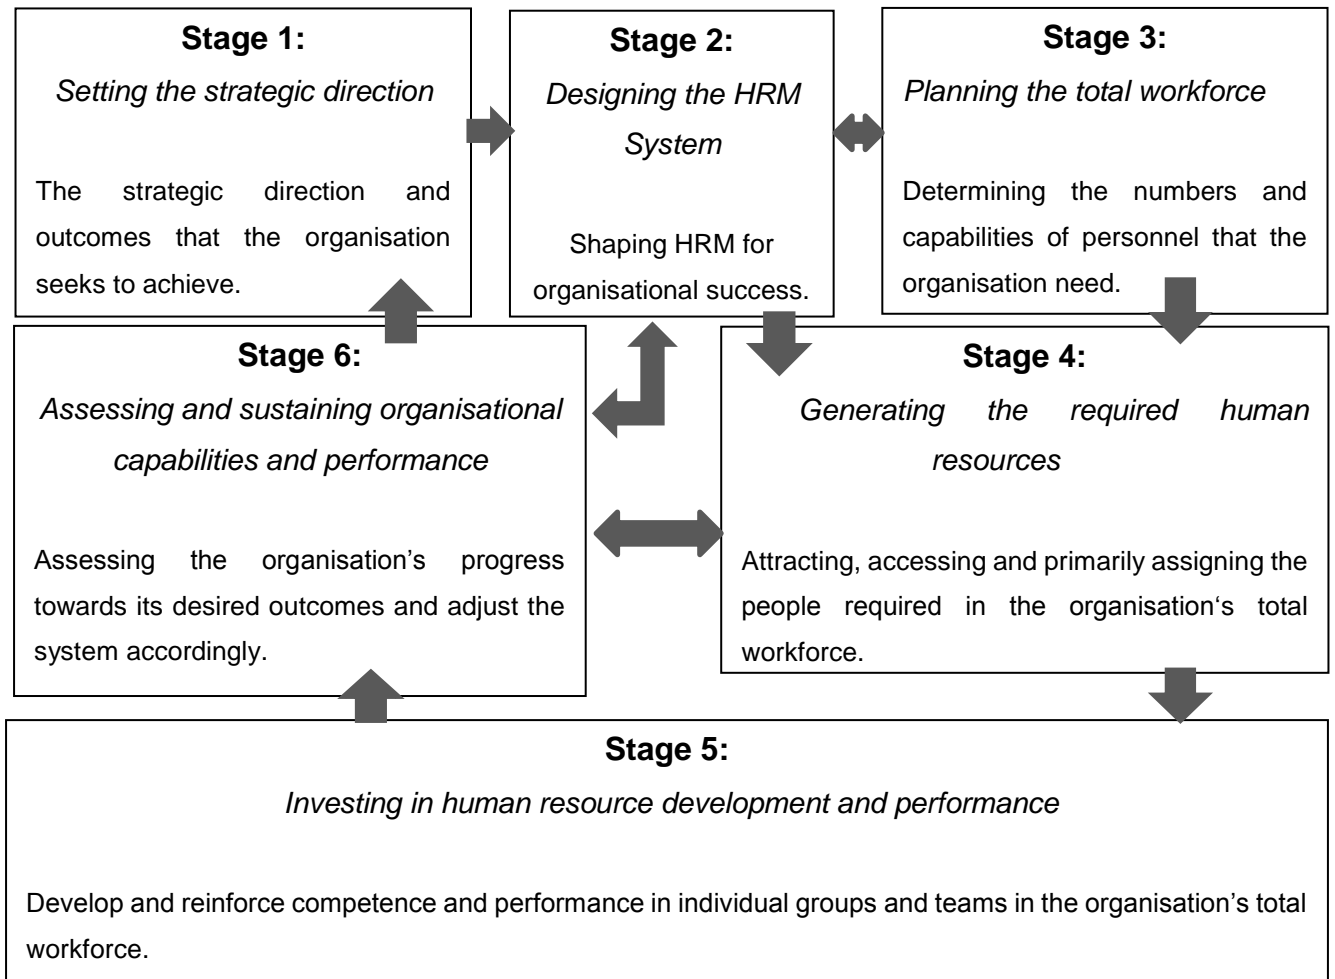 Stage 1:
Setting the strategic direction
The strategic direction and
outcomes that the organisation
seeks to achieve.
Stage 2:
Designing the HRM
System
Shaping HRM for
organisational success.
Stage 3:
Planning the total workforce
Determining the numbers and
capabilities of personnel that the
organisation need.
Stage 6:
Assessing and sustaining organisational
capabilities and performance
Assessing the organisation’s progress
towards its desired outcomes and adjust the
system accordingly.
Stage 4:
Generating the required human
resources
Attracting, accessing and primarily assigning the
people required in the organisation‘s total
workforce.
Stage 5:
Investing in human resource development and performance
Develop and reinforce competence and performance in individual groups and teams in the organisation’s total
workforce.